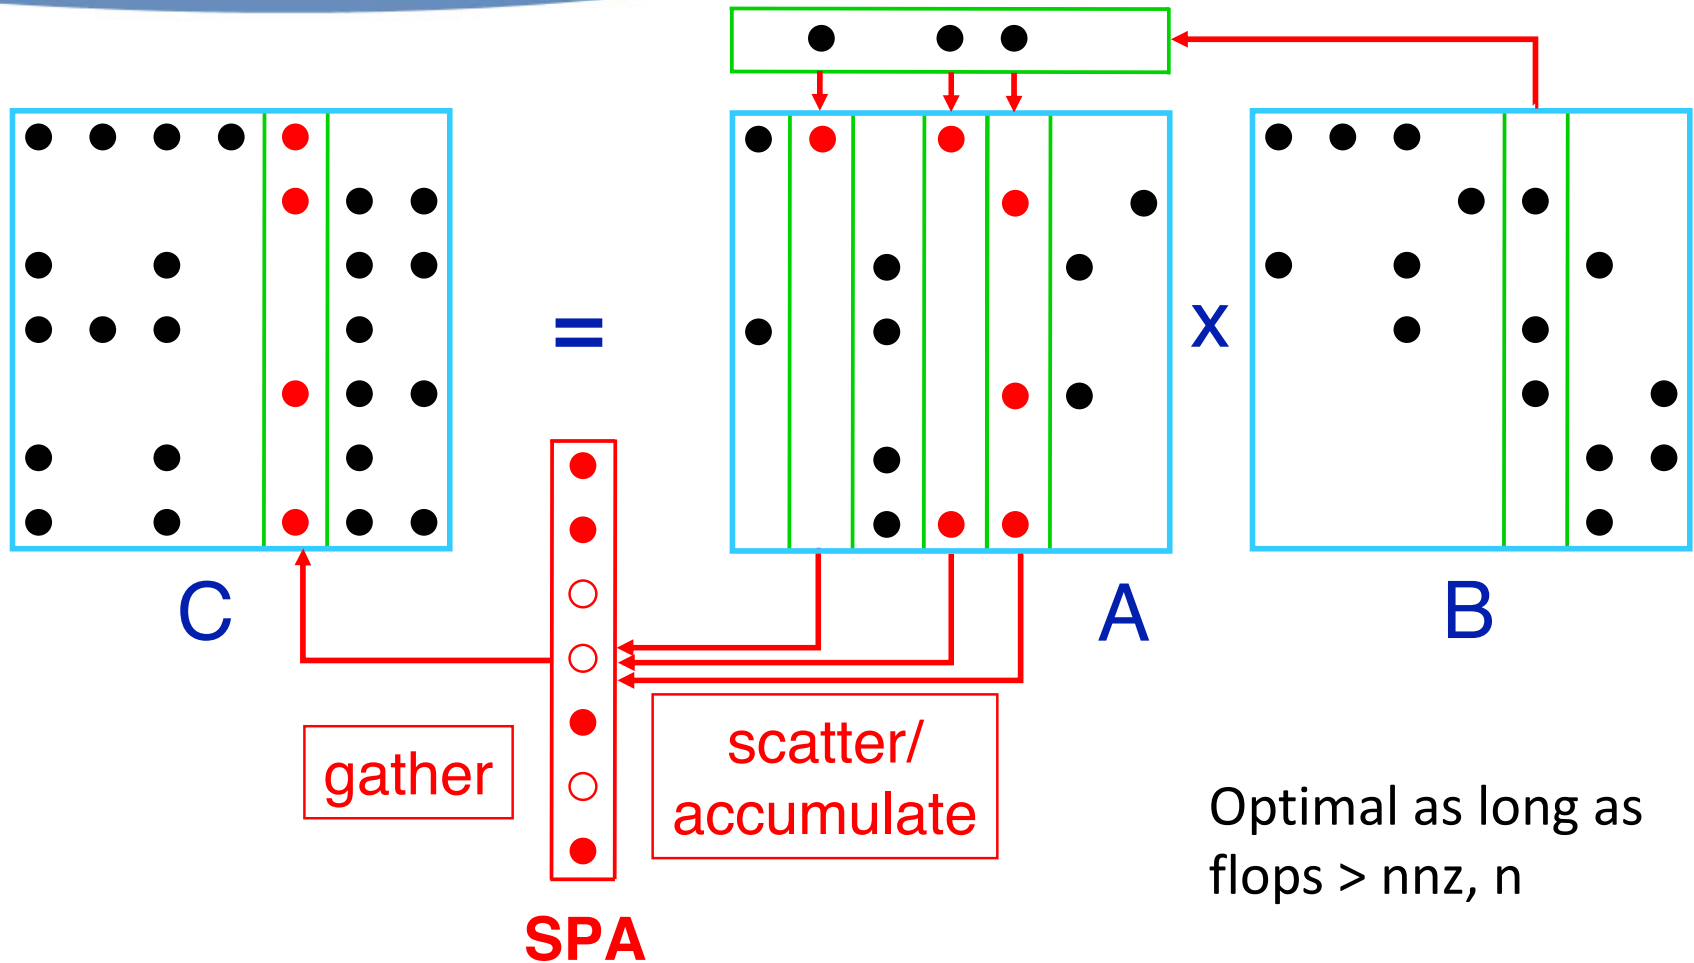 =
x
C
A
B
gather
scatter/
accumulate
SPA
Optimal as long as
flops > nnz, n